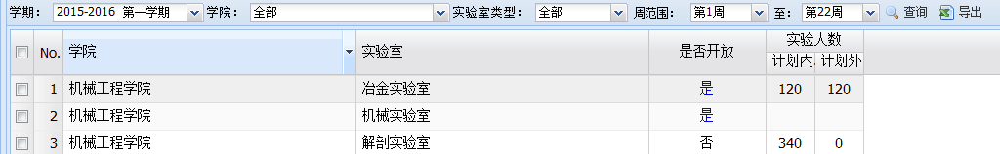 学期： 2015-2016 第一学期 学院： 全部 实验室类型： 全部 周范围： 第1周 至： 第22周 查询 导出
No. 学院 实验室 是否开放 实验人数
计划内 计划外
1 机械工程学院 冶金实验室 是 120 120
2 机械工程学院 机械实验室 是
3 机械工程学院 解剖实验室 否 340 0